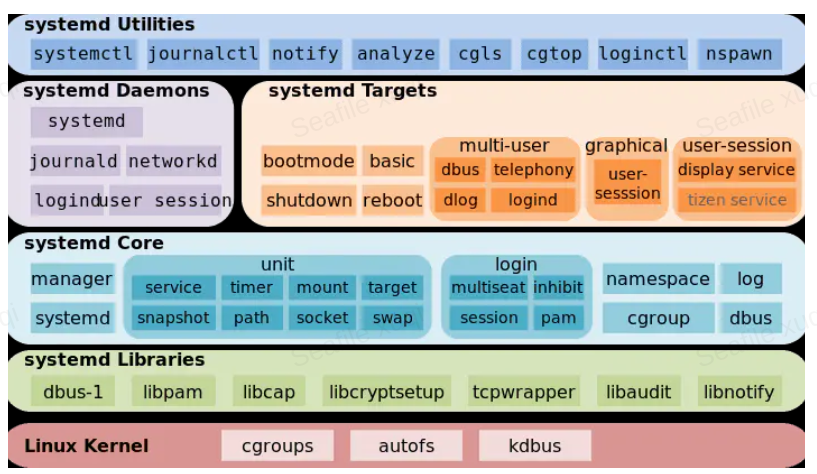 systemd Utilities
systemctl journalctl notify analyze cgls cgtop loginctl nspawn
systemd Daemons
systemd
journald networkd
logind user session
systemd Targets
bootmode basic
shutdown reboot
multi-user
dbus telephony
dlog logind
graphical
user-
sesssion
user-session
display service
tizen service
systemd Core
manager
systemd
unit
service timer mount target
snapshot path socket swap
login
multiseat inhibit
session pam
namespace log
cgroup dbus
systemd Libraries
dbus-1 libpam libcap libcryptsetup tcpwrapper libaudit libnotify
Linux Kernel cgroups autofs kdbus